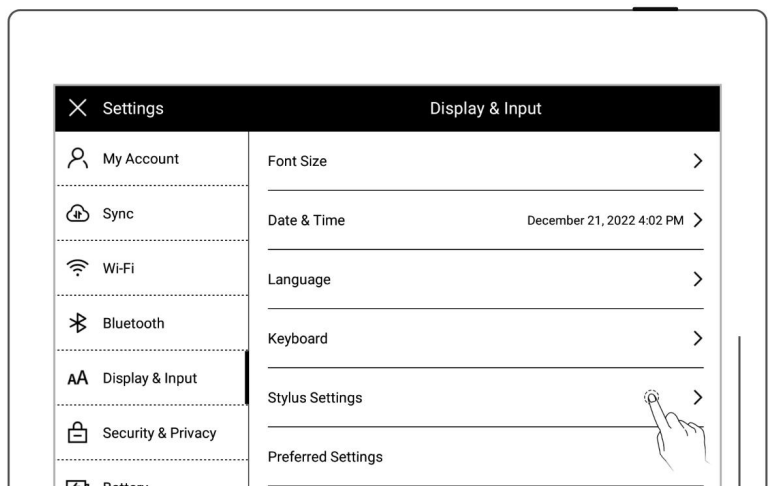 Settings
Display & Input
My Account
Sync
Wi-Fi
Bluetooth
AA Display & Input
Security & Privacy
Battery
Font Size
Date & Time December 21, 2022 4:02 PM
Language
Keyboard
Stylus Settings
Preferred Settings